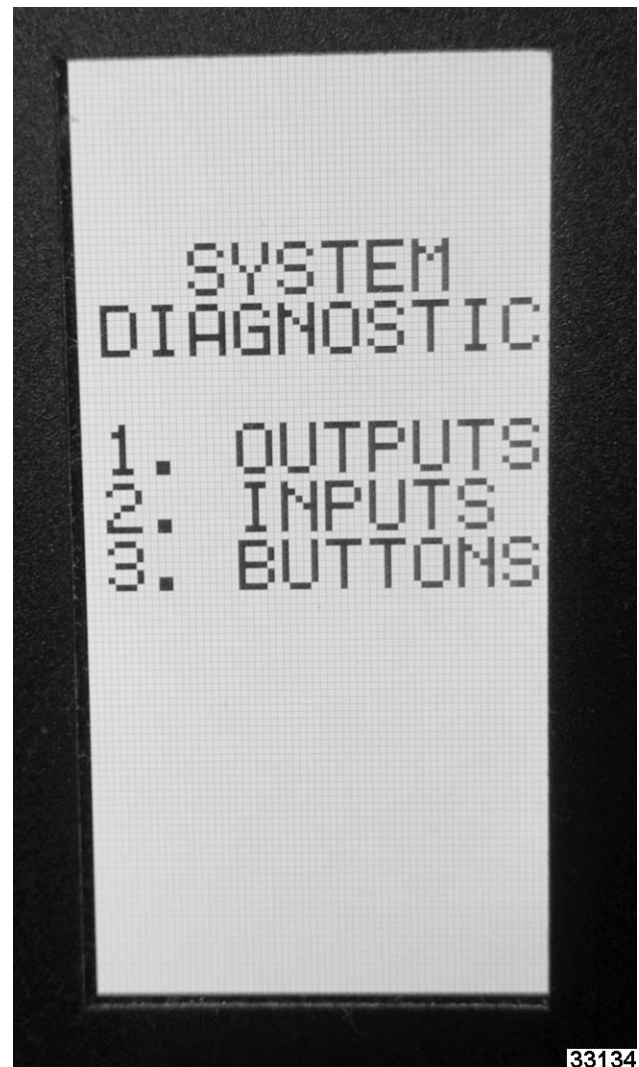 SYSTEM
DIAGNOSTIC
1. OUTPUTS
2. INPUTS
3. BUTTONS
33134